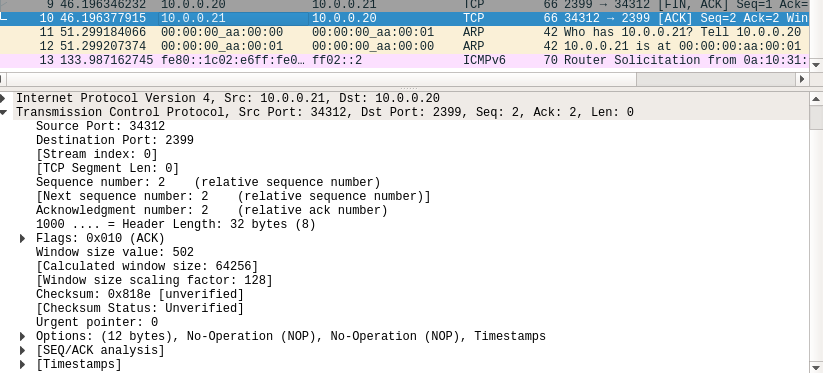 9 46.196346232 10.0.0.20 10.0.0.21 TCP 66 2399 → 34312 [FIN, ACK] Seq=1 Ack=
10 46.196377915 10.0.0.21 10.0.0.20 TCP 66 34312 → 2399 [ACK] Seq=2 Ack=2 Win
11 51.299184066 00:00:00_aa:00:00 00:00:00_aa:00:01 ARP 42 Who has 10.0.0.21? Tell 10.0.0.20
12 51.299207374 00:00:00_aa:00:01 00:00:00_aa:00:00 ARP 42 10.0.0.21 is at 00:00:00:aa:00:01
13 133.987162745 fe80::1c02:e6ff:fe0… ff02::2 ICMPv6 70 Router Solicitation from 0a:10:31:
Internet Protocol Version 4, Src: 10.0.0.21, Dst: 10.0.0.20
Transmission Control Protocol, Src Port: 34312, Dst Port: 2399, Seq: 2, Ack: 2, Len: 0
Source Port: 34312
Destination Port: 2399
[Stream index: 0]
[TCP Segment Len: 0]
Sequence number: 2 (relative sequence number)
[Next sequence number: 2 (relative sequence number)]
Acknowledgment number: 2 (relative ack number)
1000 .... = Header Length: 32 bytes (8)
Flags: 0x010 (ACK)
Window size value: 502
[Calculated window size: 64256]
[Window size scaling factor: 128]
Checksum: 0x818e [unverified]
[Checksum Status: Unverified]
Urgent pointer: 0
Options: (12 bytes), No-Operation (NOP), No-Operation (NOP), Timestamps
[SEQ/ACK analysis]
[Timestamps]